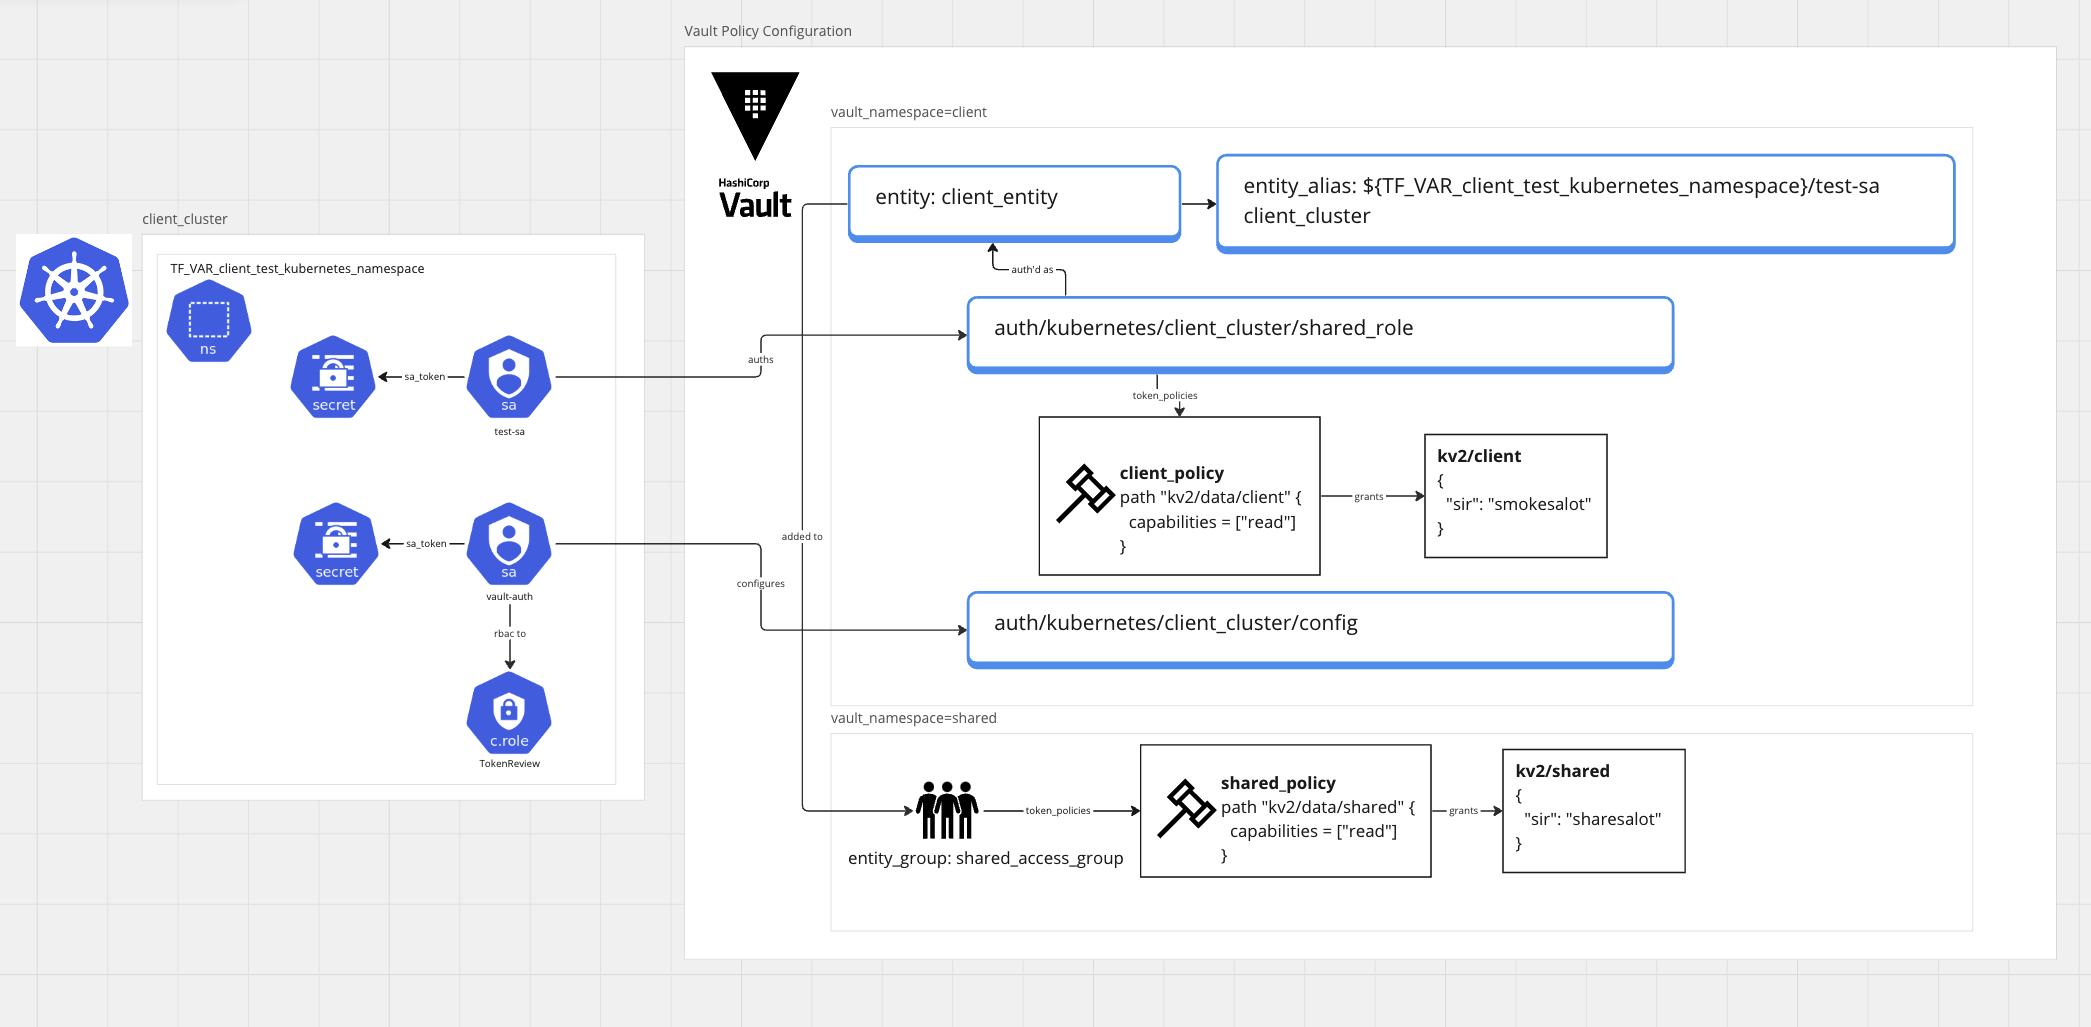 Vault Policy Configuration
HashiCorp
Vault
vault_namespace=client
entity: client_entity
entity_alias: ${TF_VAR_client_test_kubernetes_namespace}/test-sa
client_cluster
auth'd as
auth/kubernetes/client_cluster/shared_role
token_policies
client_policy
path "kv2/data/client" {
capabilities = ["read"]
}
grants
kv2/client
{
"sir": "smokesalot"
}
auth/kubernetes/client_cluster/config
client_cluster
TF_VAR_client_test_kubernetes_namespace
ns
secret
sa_token
sa
test-sa
auths
secret
sa_token
sa
vault-auth
configures
added to
rbac to
c.role
TokenReview
vault_namespace=shared
entity_group: shared_access_group
token_policies
shared_policy
path "kv2/data/shared" {
capabilities = ["read"]
}
grants
kv2/shared
{
"sir": "sharesalot"
}